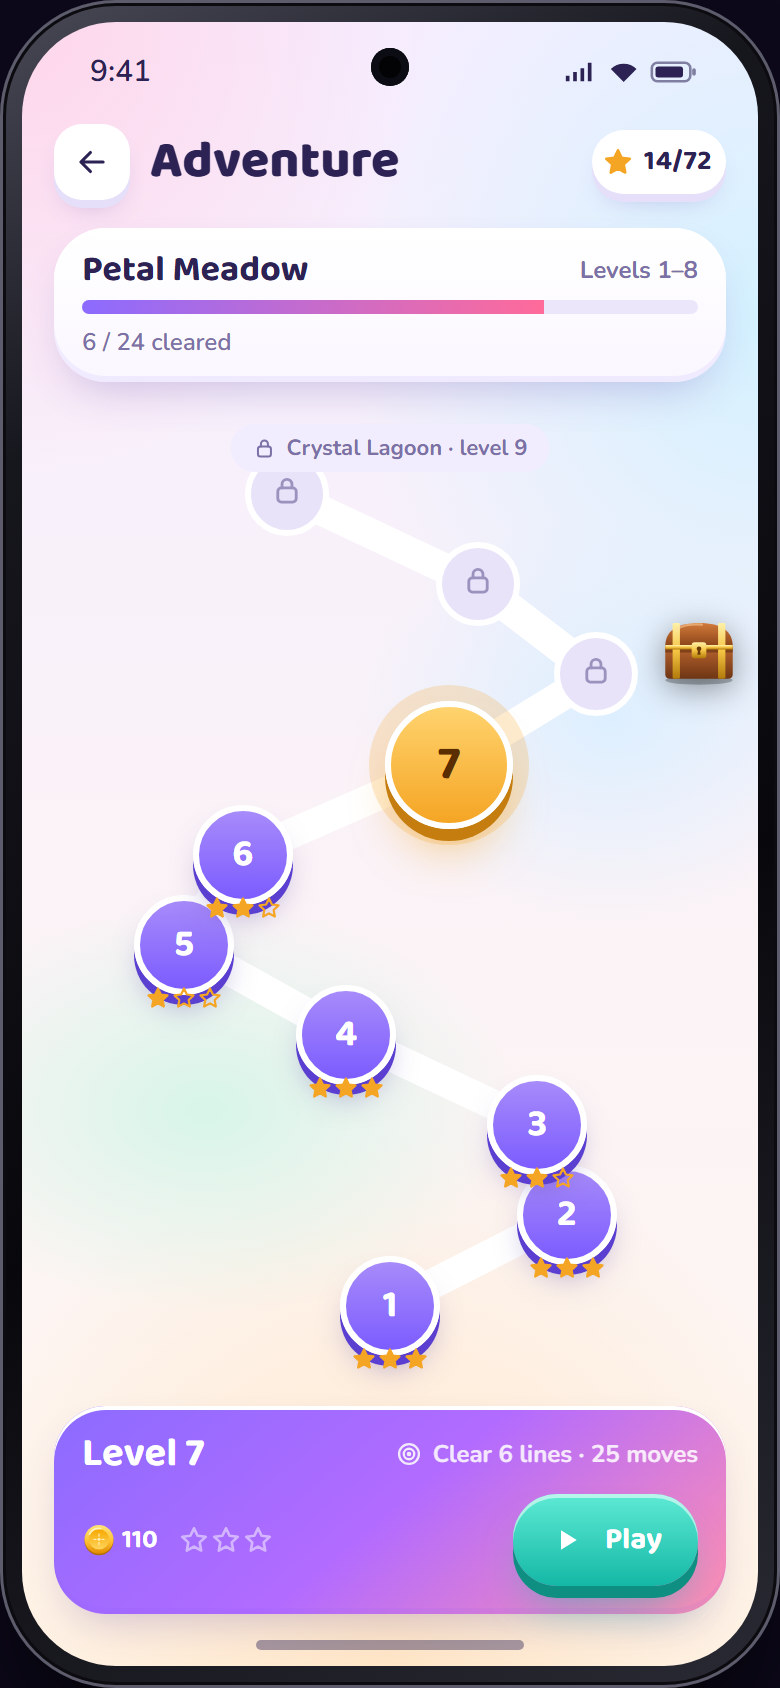 9:41
Adventure
14/72
Petal Meadow
Levels 1–8
6 / 24 cleared
Crystal Lagoon · level 9
7
6
5
4
3
2
1
Level 7
Clear 6 lines · 25 moves
110
Play